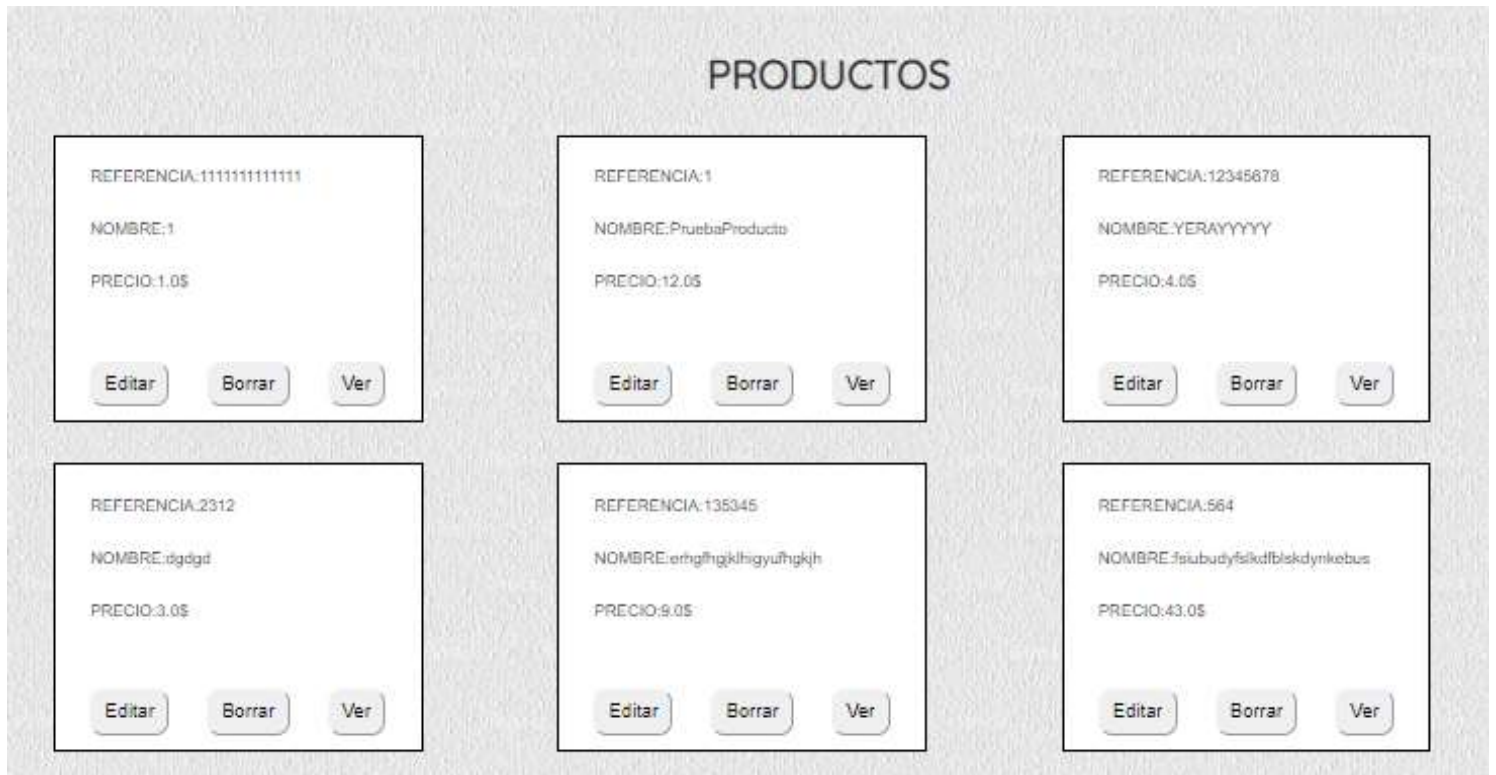 PRODUCTOS
REFERENCIA:1111111111111
NOMBRE:1
PRECIO:1.0$
Editar Borrar Ver
REFERENCIA:1
NOMBRE:PruebaProducto
PRECIO:12.0$
Editar Borrar Ver
REFERENCIA:12345678
NOMBRE:YERAYYYYY
PRECIO:4.0$
Editar Borrar Ver
REFERENCIA:2312
NOMBRE:dgdgd
PRECIO:3.0$
Editar Borrar Ver
REFERENCIA:135345
NOMBRE:
PRECIO:9.0$
Editar Borrar Ver
REFERENCIA:564
NOMBRE:
PRECIO:43.0$
Editar Borrar Ver